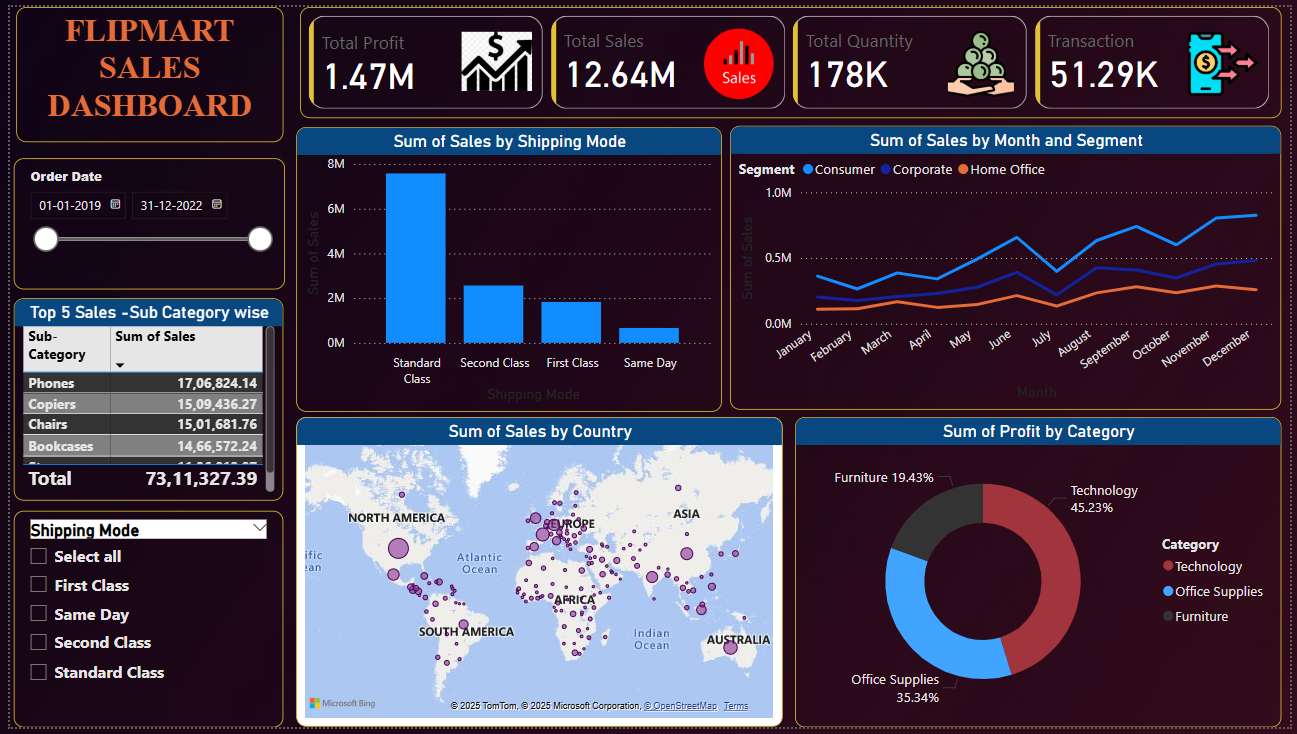 FLIPMART
SALES
DASHBOARD
Total Profit
1.47M
Total Sales
12.64M
Sales
Total Quantity
178K
Transaction
51.29K
Order Date
01-01-2019
31-12-2022
Top 5 Sales -Sub Category wise
Sub-
Category
Sum of Sales
Phones 17,06,824.14
Copiers 15,09,436.27
Chairs 15,01,681.76
Bookcases 14,66,572.24
Total 73,11,327.39
Shipping Mode
Select all
First Class
Same Day
Second Class
Standard Class
Sum of Sales by Shipping Mode
Sum of Sales
8M
6M
4M
2M
0M
Standard
Class
Second Class
First Class
Same Day
Shipping Mode
Sum of Sales by Month and Segment
Segment Consumer Corporate Home Office
Sum of Sales
1.0M
0.5M
0.0M
January
February
March
April
May
June
July
August
September
October
November
December
Month
Sum of Sales by Country
NORTH AMERICA
EUROPE
ASIA
Atlantic
Ocean
AFRICA
SOUTH AMERICA
Indian
Ocean
AUSTRALIA
Microsoft Bing
© 2025 TomTom, © 2025 Microsoft Corporation, © OpenStreetMap Terms
Sum of Profit by Category
Furniture 19.43%
Technology
45.23%
Office Supplies
35.34%
Category
Technology
Office Supplies
Furniture